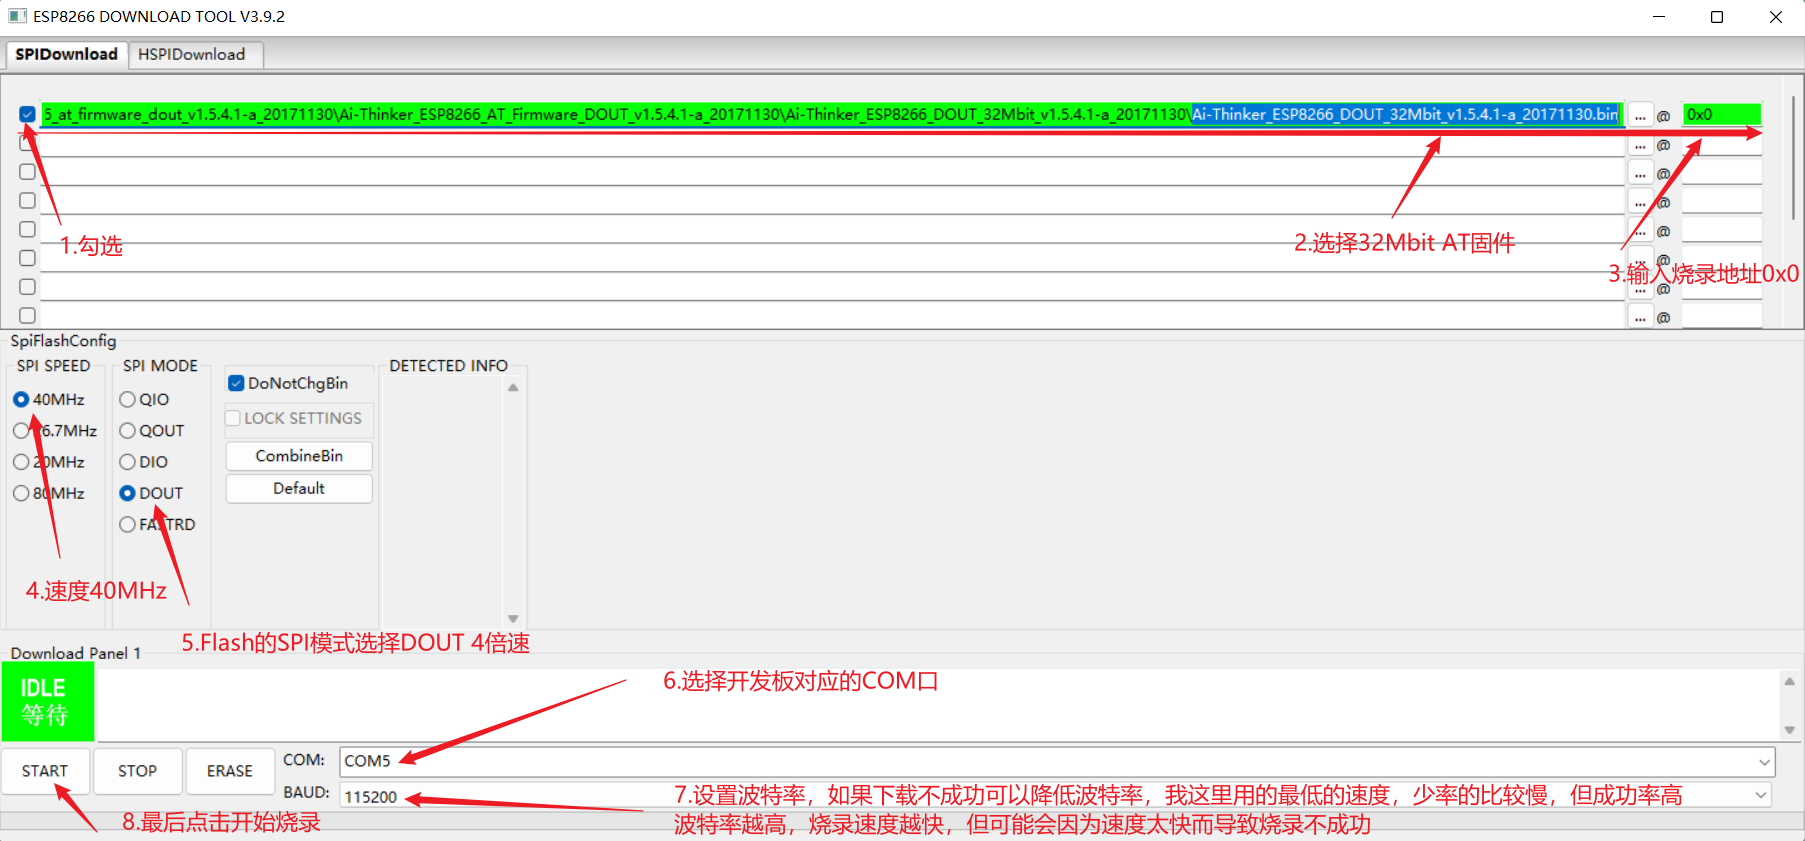 ESP8266 DOWNLOAD TOOL V3.9.2
SPIDownload HSPIDownload
5_at_firmware_dout_v1.5.4.1-a_20171130\Ai-Thinker_ESP8266_AT_Firmware_DOUT_v1.5.4.1-a_20171130\Ai-Thinker_ESP8266_DOUT_32Mbit_v1.5.4.1-a_20171130\Ai-Thinker_ESP8266_DOUT_32Mbit_v1.5.4.1-a_20171130.bin ... @ 0x0
... @
... @
... @
... @
... @
... @
... @
1.勾选
2.选择32Mbit AT固件
3.输入烧录地址0x0
SpiFlashConfig
SPI SPEED
40MHz
26.7MHz
20MHz
80MHz
4.速度40MHz
SPI MODE
QIO
QOUT
DIO
DOUT
FASTRD
5.Flash的SPI模式选择DOUT 4倍速
DoNotChgBin
LOCK SETTINGS
CombineBin
Default
DETECTED INFO
Download Panel 1
IDLE
等待
6.选择开发板对应的COM口
START STOP ERASE
COM: COM5
BAUD: 115200
7.设置波特率，如果下载不成功可以降低波特率，我这里用的最低的速度，少率的比较慢，但成功率高
波特率越高，烧录速度越快，但可能会因为速度太快而导致烧录不成功
8.最后点击开始烧录